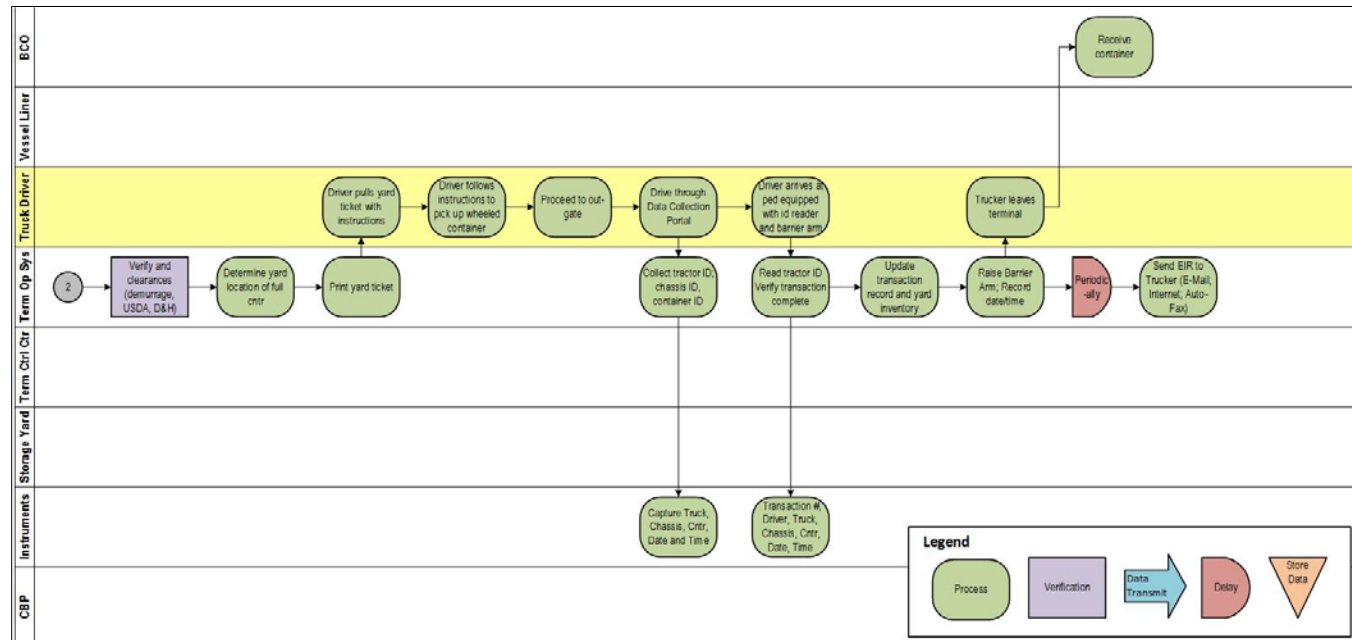 BCO
Receive
container
Vessel Liner
Truck Driver
Driver pulls yard
ticket with
instructions
Driver follows
instructions to
pick up wheeled
container
Proceed to out-
gate
Drive through
Data Collection
Portal
Driver arrives at
ped equipped
with id reader
and barrier arm
Trucker leaves
terminal
Term Op Sys
2
Verify and
clearances
(demurrage,
USDA, D&H)
Determine yard
location of full
cntr
Print yard ticket
Collect tractor ID;
chassis ID,
container ID
Read tractor ID
Verify transaction
complete
Update
transaction
record and yard
inventory
Raise Barrier
Arm; Record
date/time
Periodic
-ally
Send EIR to
Trucker (E-Mail,
Internet, Auto-
Fax)
Term Ctrl Ctr
Storage Yard
Instruments
Capture Truck,
Chassis, Cntr,
Date and Time
Transaction #,
Driver, Truck,
Chassis, Cntr,
Date, Time
CBP
Legend
Process
Verification
Data
Transmit
Delay
Store
Data